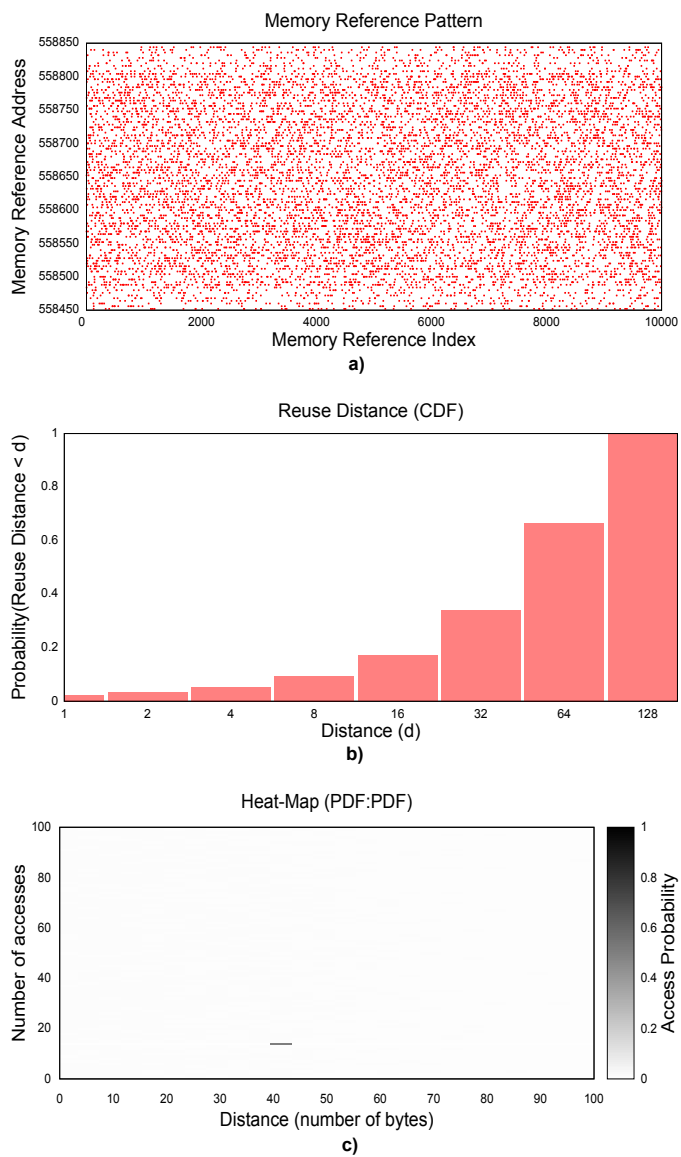 Memory Reference Pattern
Memory Reference Address
558850
558800
558750
558700
558650
558600
558550
558500
558450
0 2000 4000 6000 8000 10000
Memory Reference Index
a)
Reuse Distance (CDF)
Probability(Reuse Distance < d)
1
0.8
0.6
0.4
0.2
0
1 2 4 8 16 32 64 128
Distance (d)
b)
Heat-Map (PDF:PDF)
Number of accesses
100
80
60
40
20
0
0 10 20 30 40 50 60 70 80 90 100
Distance (number of bytes)
1
0.8
0.6
0.4
0.2
0
Access Probability
c)